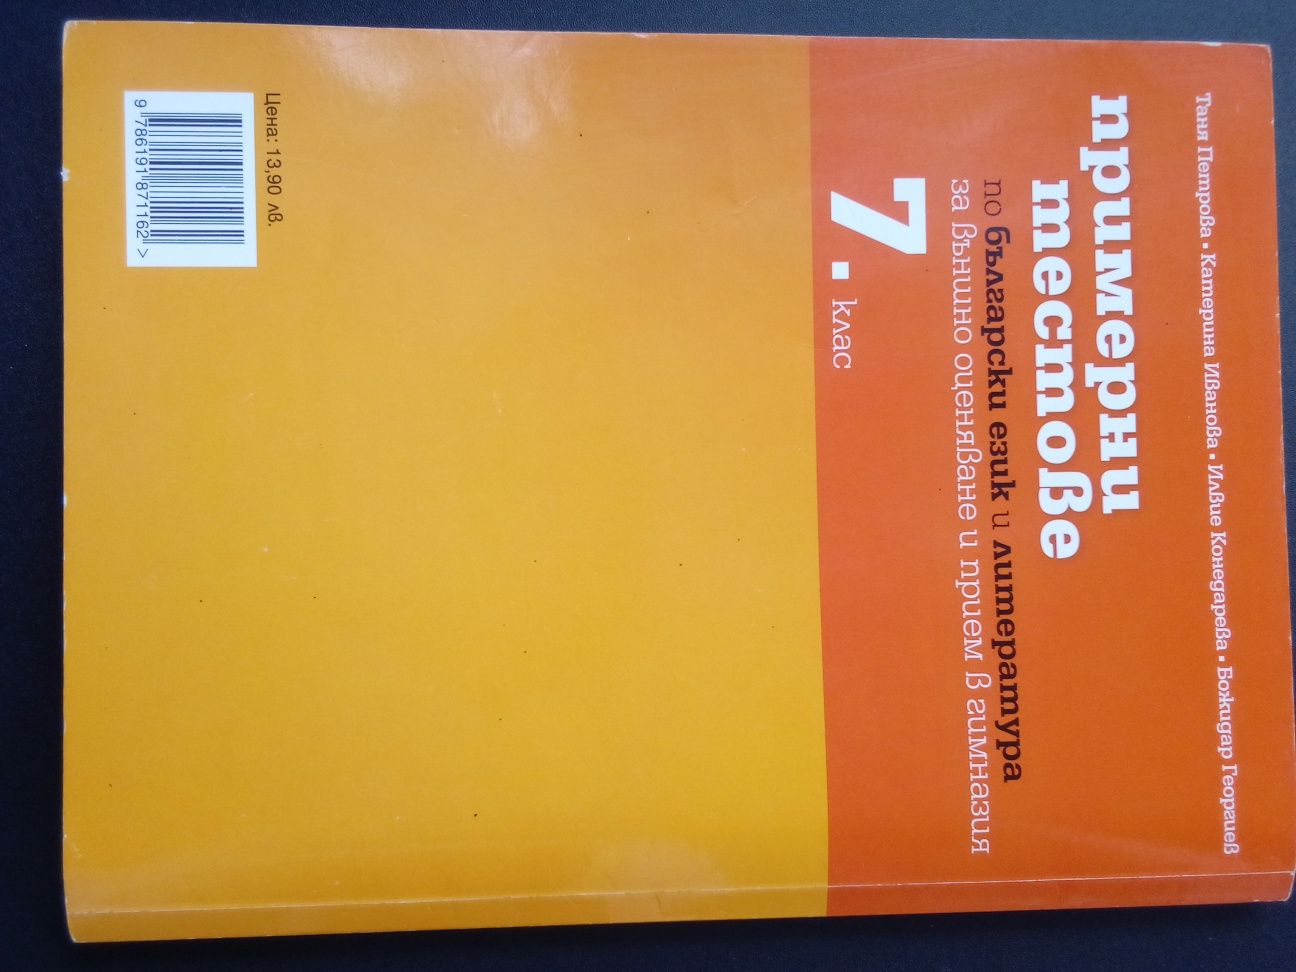 Таня Петрова ▪ Катерина Иванова ▪ Илвие Конедарева ▪ Божидар Георгиев
примерни
тестове
по български език и литература
за външно оценяване и прием в гимназия
7. клас
Цена: 13,90 лв.
9 786191 871162 >